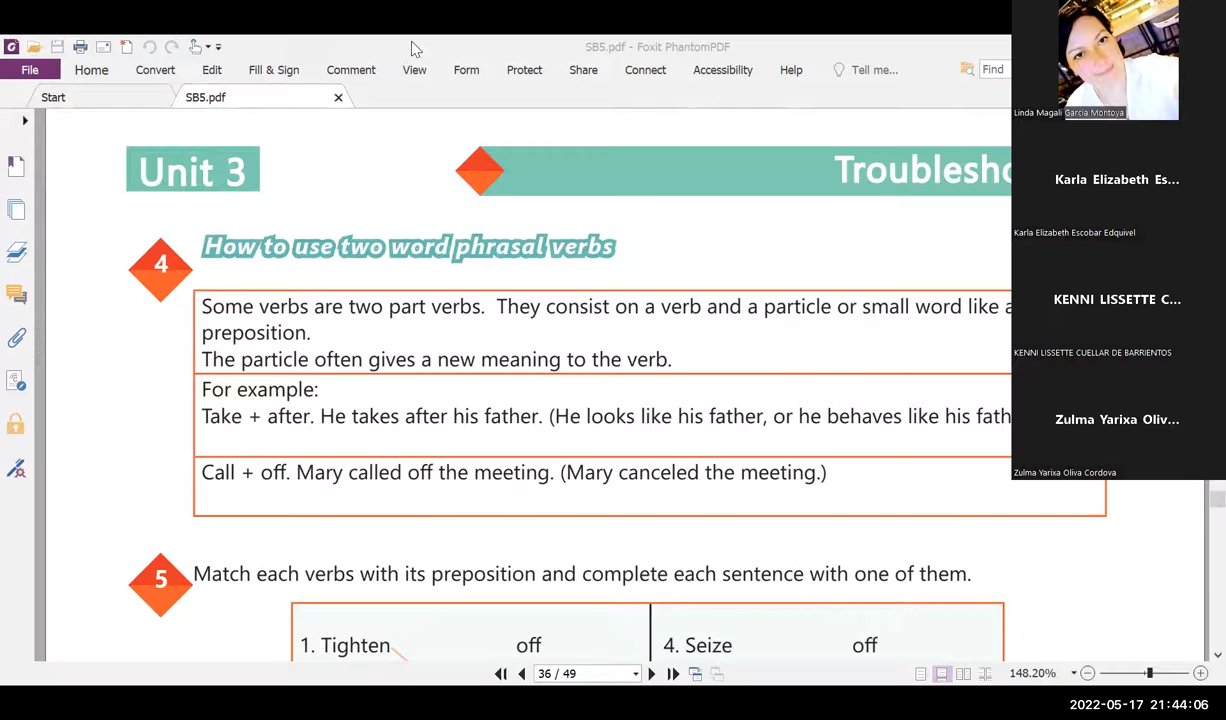 SB5.pdf - Foxit PhantomPDF
File Home Convert Edit Fill & Sign Comment View Form Protect Share Connect Accessibility Help Tell me... Find
Start SB5.pdf
Unit 3
Troublesho
How to use two word phrasal verbs
4
Some verbs are two part verbs. They consist on a verb and a particle or small word like a
preposition.
The particle often gives a new meaning to the verb.
For example:
Take + after. He takes after his father. (He looks like his father, or he behaves like his fath
Call + off. Mary called off the meeting. (Mary canceled the meeting.)
5
Match each verbs with its preposition and complete each sentence with one of them.
1. Tighten off 4. Seize off
36 / 49
148.20%
Linda Magali Garcia Montoya
Karla Elizabeth Es...
Karla Elizabeth Escobar Edquivel
KENNI LISSETTE C...
KENNI LISSETTE CUELLAR DE BARRIENTOS
Zulma Yarixa Oliv...
Zulma Yarixa Oliva Cordova
2022-05-17 21:44:06